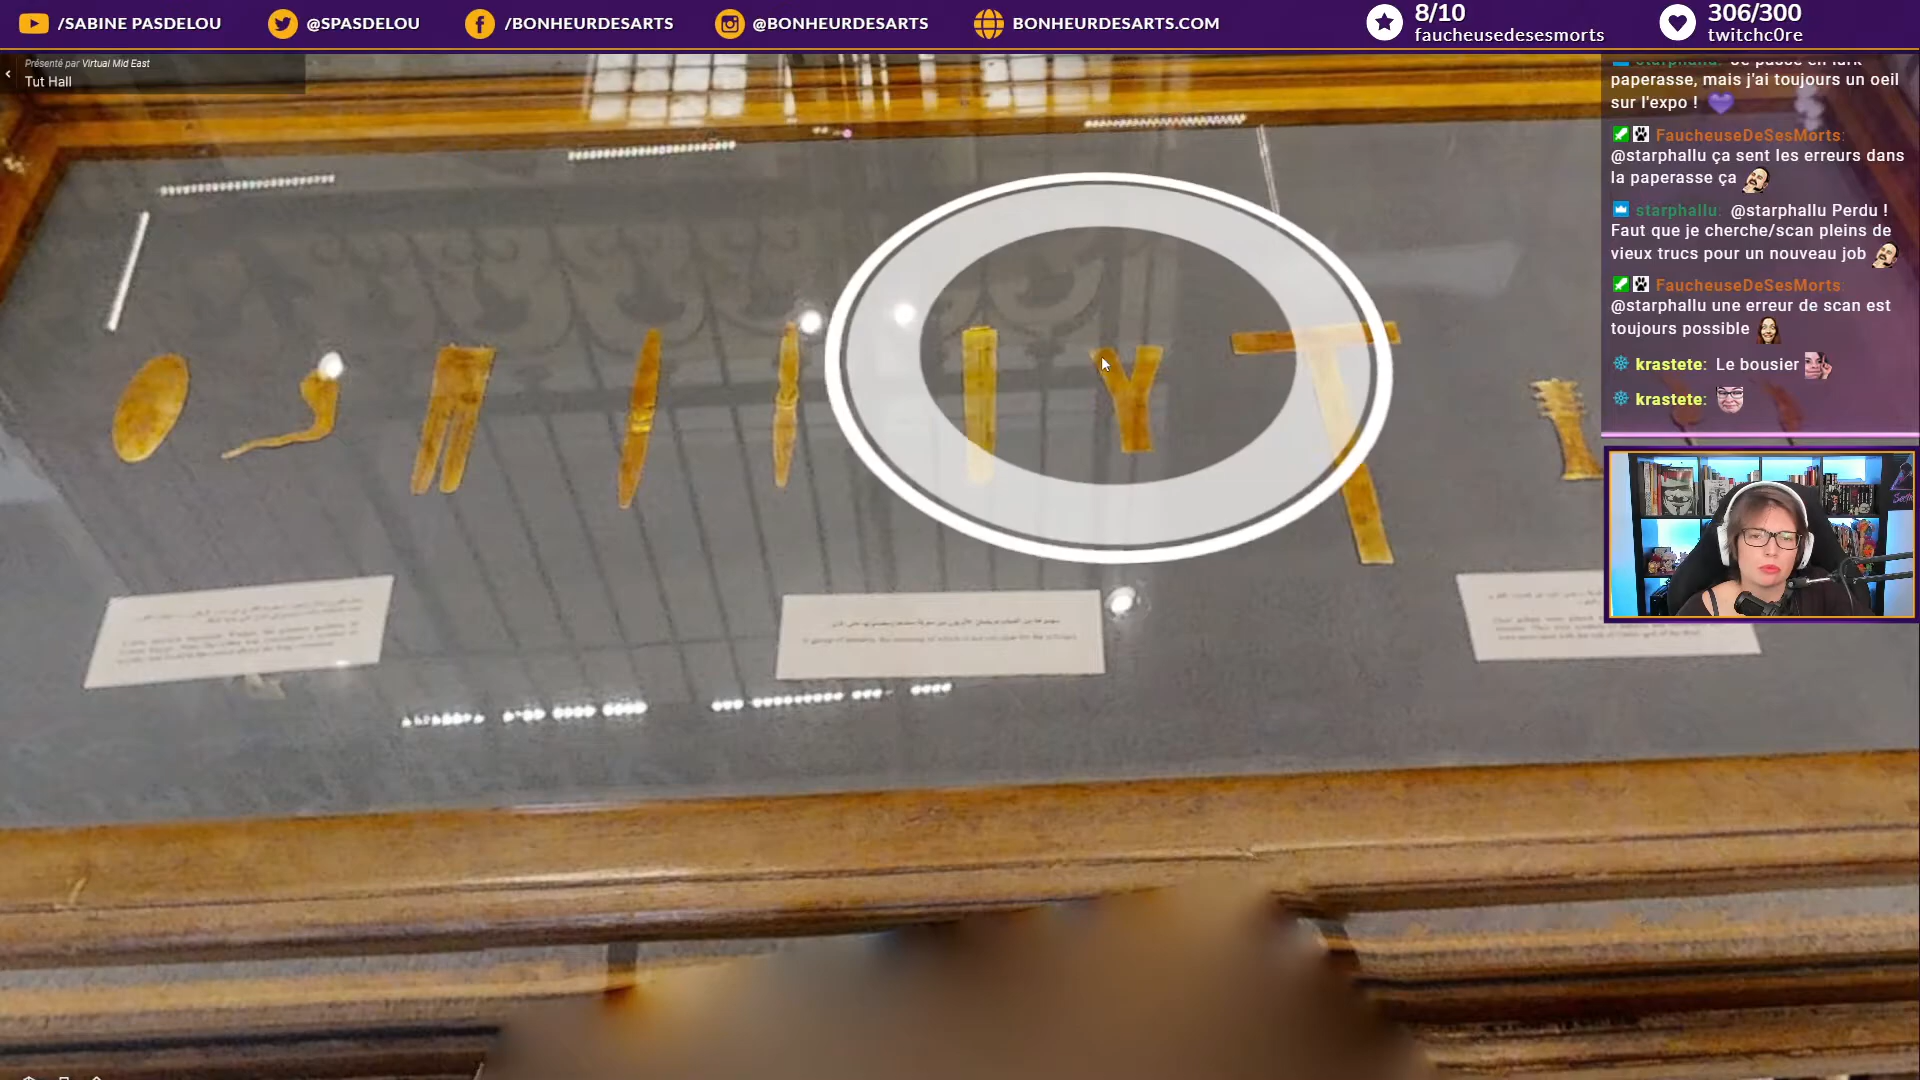 /SABINE PASDELOU
@SPASDELOU
/BONHEURDESARTS
@BONHEURDESARTS
BONHEURDESARTS.COM
8/10
faucheusedesesmorts
306/300
twitchc0re
Présenté par Virtual Mid East
Tut Hall
paperasse, mais j'ai toujours un oeil
sur l'expo !
FaucheuseDeSesMorts:
@starphallu ça sent les erreurs dans
la paperasse ça
starphallu: @starphallu Perdu !
Faut que je cherche/scan pleins de
vieux trucs pour un nouveau job
FaucheuseDeSesMorts:
@starphallu une erreur de scan est
toujours possible
krastete: Le bousier
krastete: